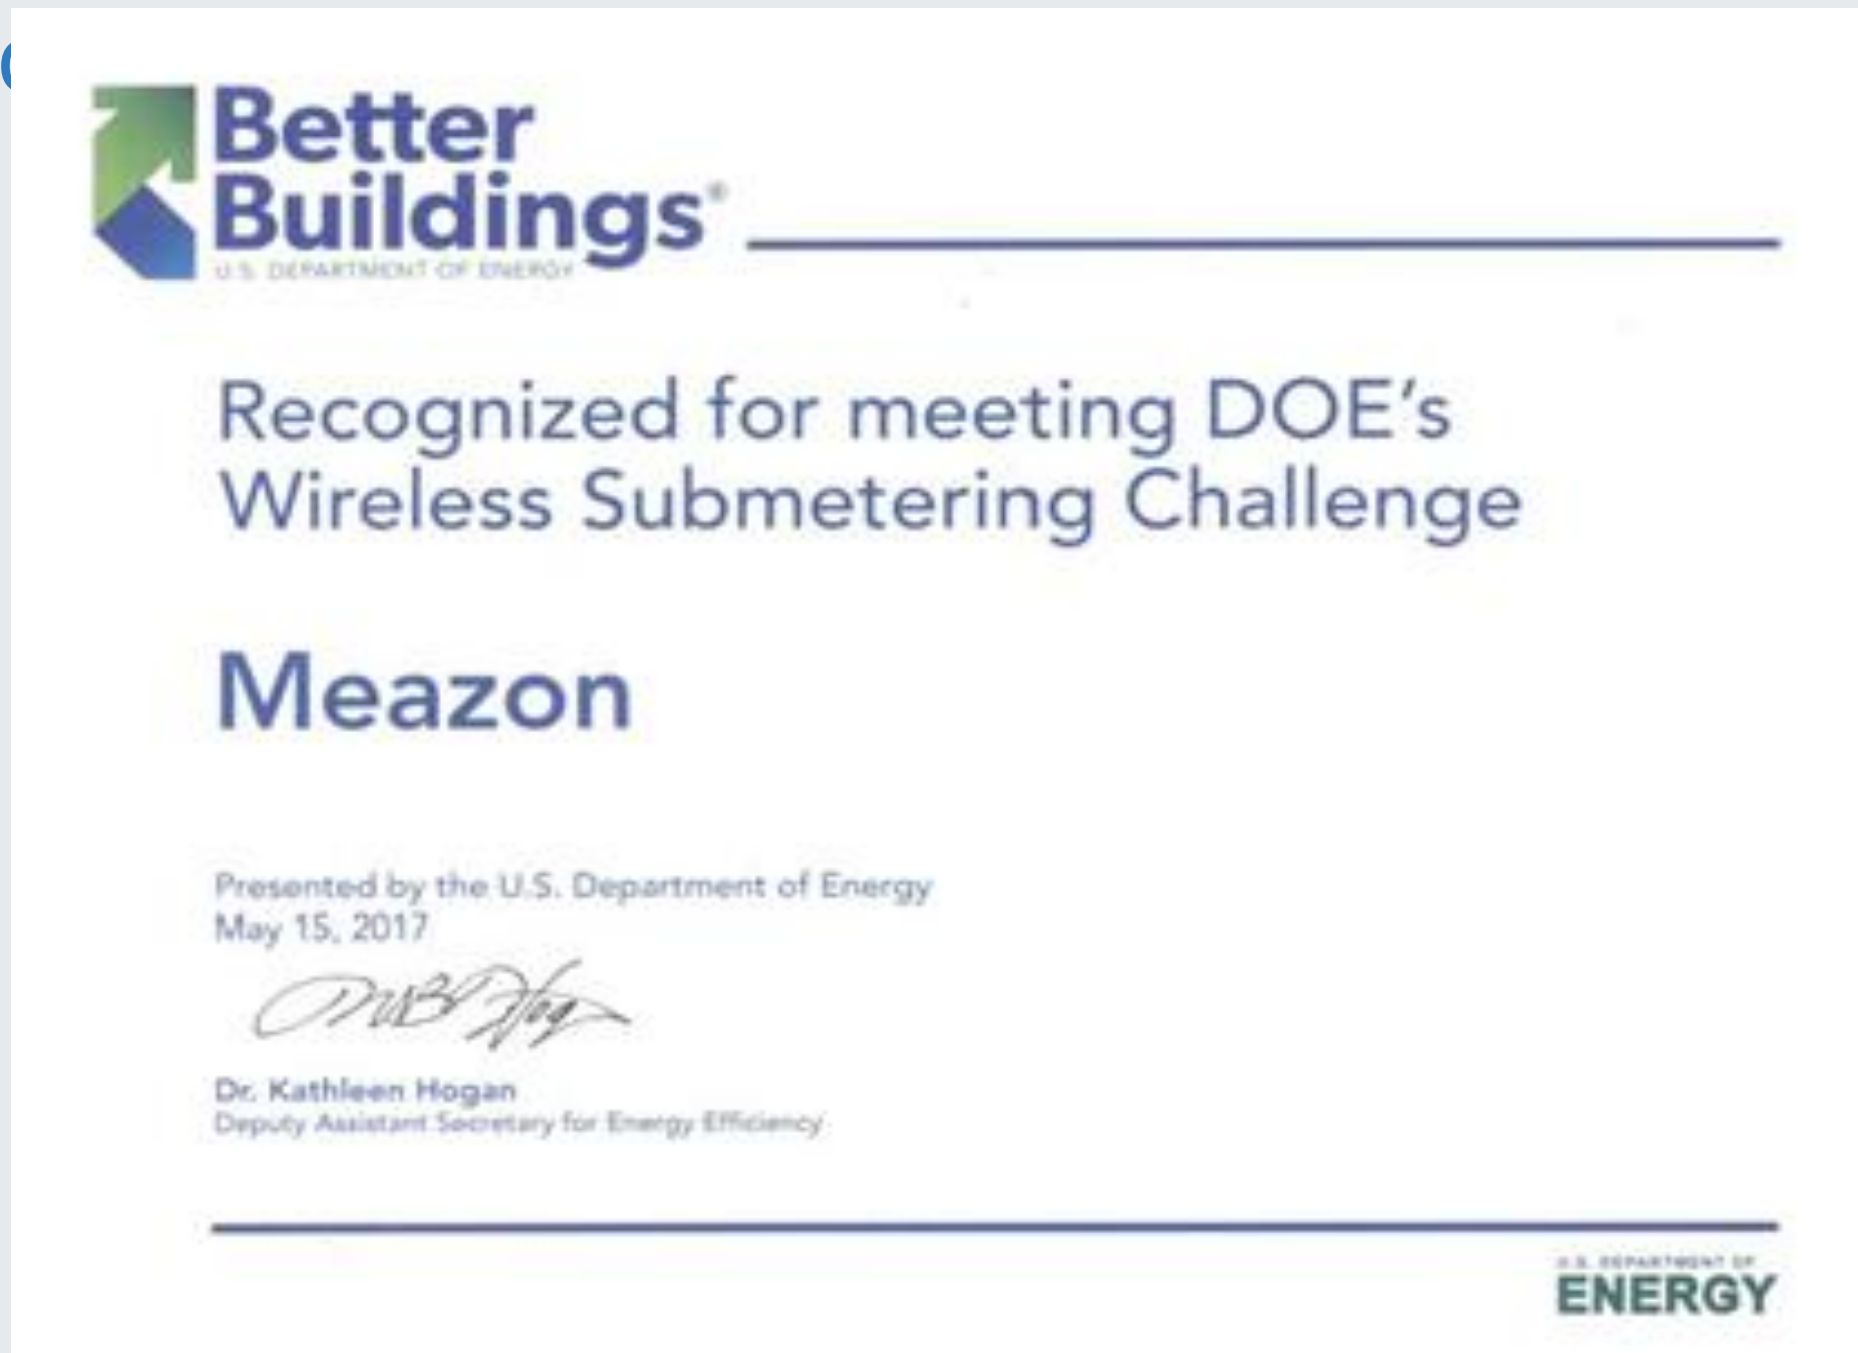 Better
Buildings®
U.S. DEPARTMENT OF ENERGY
Recognized for meeting DOE's
Wireless Submetering Challenge
Meazon
Presented by the U.S. Department of Energy
May 15, 2017
Dr. Kathleen Hogan
Deputy Assistant Secretary for Energy Efficiency
U.S. DEPARTMENT OF
ENERGY